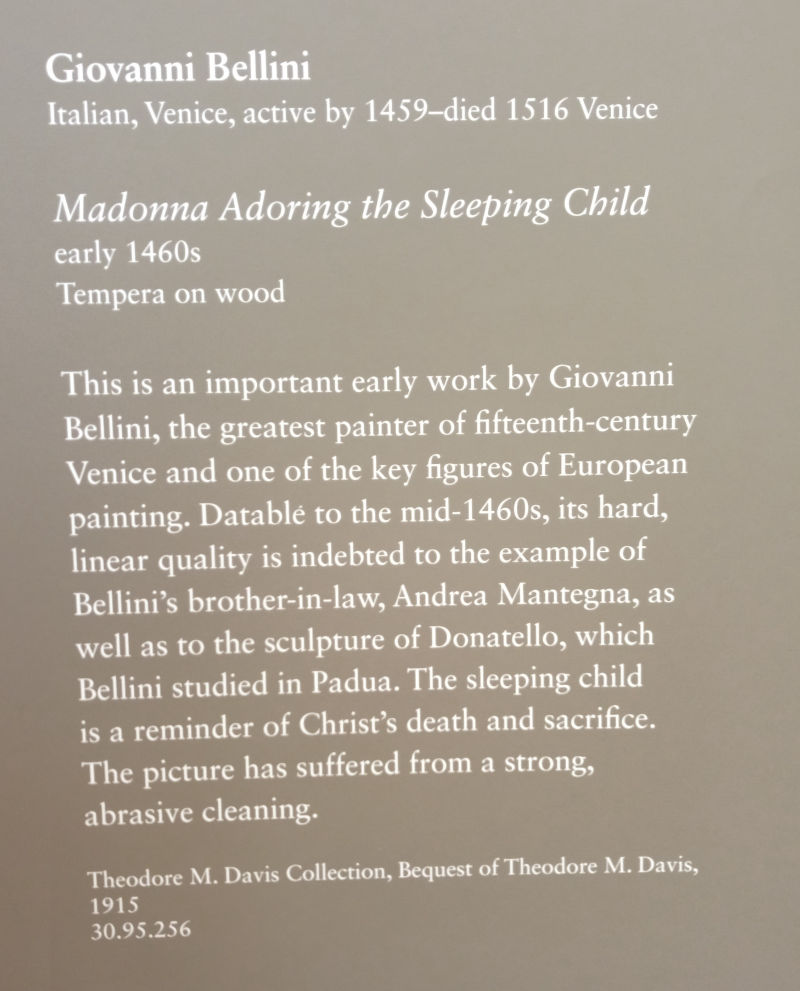 Giovanni Bellini
Italian, Venice, active by 1459–died 1516 Venice
Madonna Adoring the Sleeping Child
early 1460s
Tempera on wood
This is an important early work by Giovanni
Bellini, the greatest painter of fifteenth-century
Venice and one of the key figures of European
painting. Datable to the mid-1460s, its hard,
linear quality is indebted to the example of
Bellini's brother-in-law, Andrea Mantegna, as
well as to the sculpture of Donatello, which
Bellini studied in Padua. The sleeping child
is a reminder of Christ's death and sacrifice.
The picture has suffered from a strong,
abrasive cleaning.
Theodore M. Davis Collection, Bequest of Theodore M. Davis,
1915
30.95.256